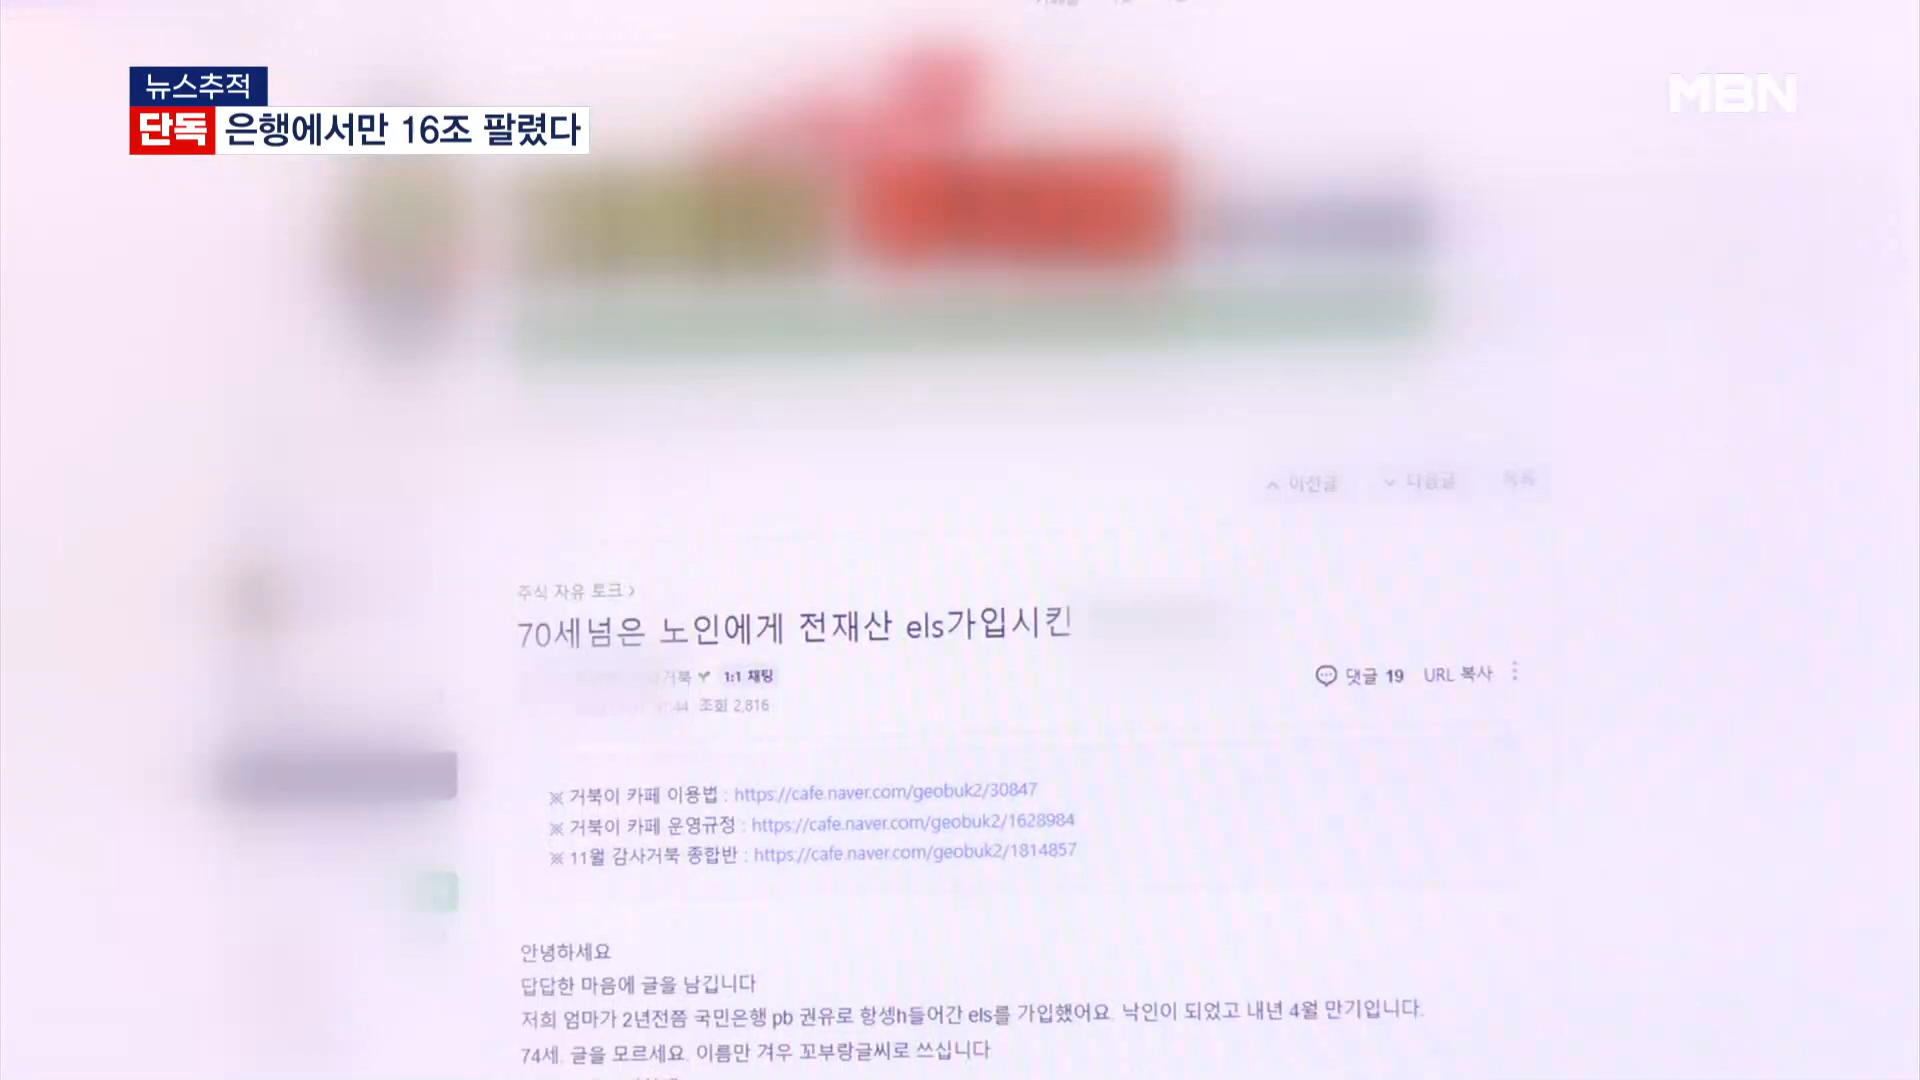 뉴스추적
MBN
단독 은행에서만 16조 팔렸다
이전글 다음글 목록
주식 자유 토크 >
70세넘은 노인에게 전재산 els가입시킨
거북 1:1 채팅
댓글 19 URL 복사
조회 2,816
※ 거북이 카페 이용법 : https://cafe.naver.com/geobuk2/30847
※ 거북이 카페 운영규정 : https://cafe.naver.com/geobuk2/1628984
※ 11월 감사거북 종합반 : https://cafe.naver.com/geobuk2/1814857
안녕하세요
답답한 마음에 글을 남깁니다
저희 엄마가 2년전쯤 국민은행 pb 권유로 항셍h들어간 els를 가입했어요. 낙인이 되었고 내년 4월 만기입니다.
74세. 글을 모르세요. 이름만 겨우 꼬부랑글씨로 쓰십니다